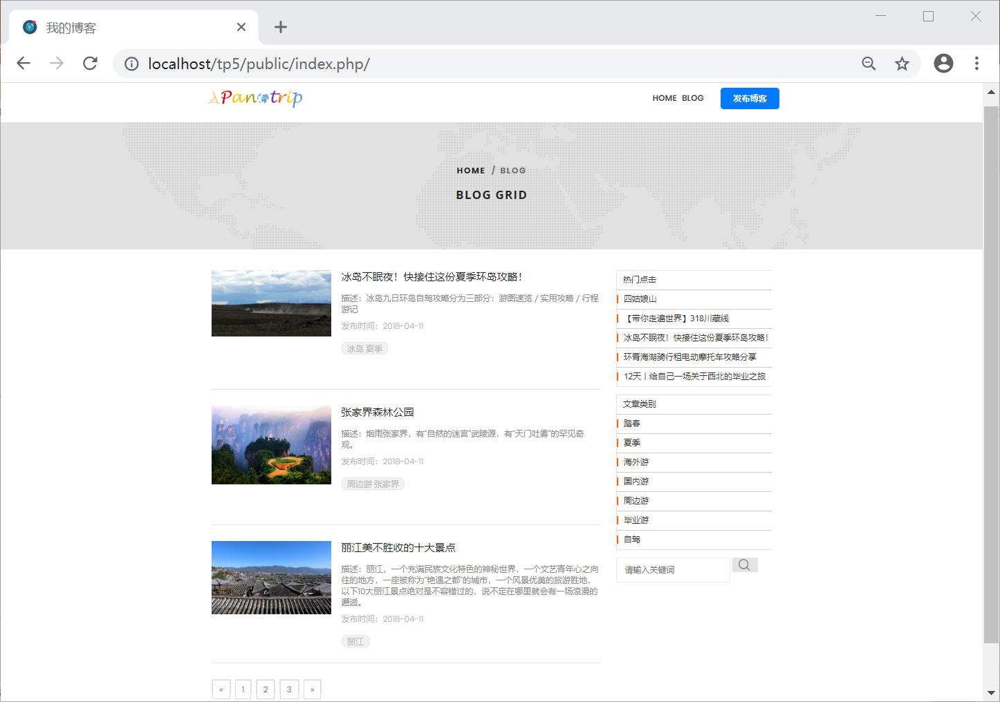 我的博客
localhost/tp5/public/index.php/
Panotrip
HOME BLOG 发布博客
HOME / BLOG
BLOG GRID
冰岛不眠夜！快接住这份夏季环岛攻略！
描述：冰岛九日环岛自驾攻略分为三部分：游图速览 / 实用攻略 / 行程
游记
发布时间：2018-04-11
冰岛 夏季
张家界森林公园
描述：烟雨张家界，有“自然的迷宫”武陵源，有“天门吐雾”的罕见奇
观。
发布时间：2018-04-11
周边游 张家界
丽江美不胜收的十大景点
描述：丽江，一个充满民族文化特色的神秘世界，一个文艺青年心之向
往的地方，一座被称为“艳遇之都”的城市，一个风景优美的旅游胜地，
以下10大丽江景点绝对是不容错过的，说不定在哪里就会有一场浪漫的
邂逅。
发布时间：2018-04-11
丽江
« 1 2 3 »
热门点击
四姑娘山
【带你走遍世界】318川藏线
冰岛不眠夜！快接住这份夏季环岛攻略！
环青海湖骑行租电动摩托车攻略分享
12天丨给自己一场关于西北的毕业之旅
文章类别
踏春
夏季
海外游
国内游
周边游
毕业游
自驾
请输入关键词